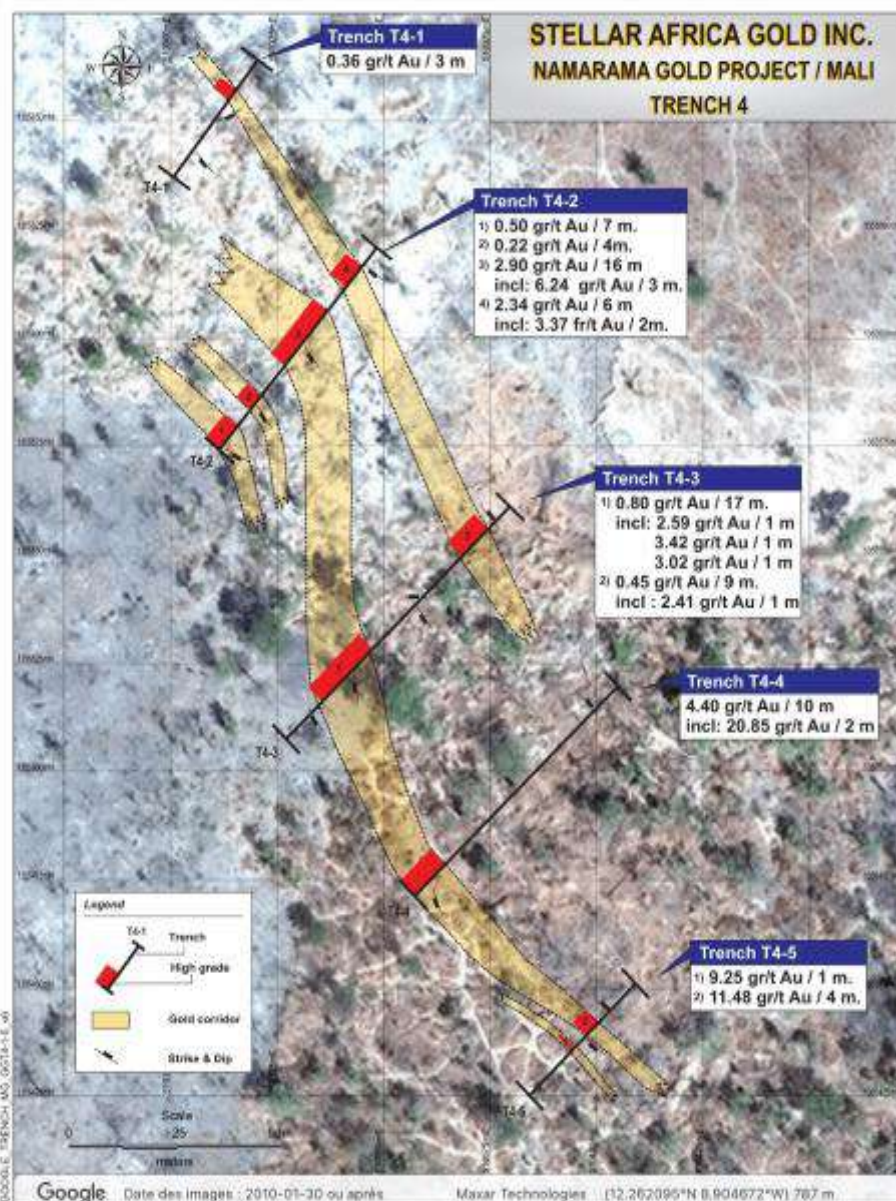 STELLAR AFRICA GOLD INC.
NAMARAMA GOLD PROJECT / MALI
TRENCH 4
Trench T4-1
0.36 gr/t Au / 3 m
W
T4-1
Trench T4-2
1) 0.50 gr/t Au / 7 m.
2) 0.22 gr/t Au / 4m.
3) 2.90 gr/t Au / 16 m
incl: 6.24 gr/t Au / 3 m.
4) 2.34 gr/t Au / 6 m
incl: 3.37 fr/t Au / 2m.
T4-2
Trench T4-3
1) 0.80 gr/t Au / 17 m.
incl: 2.59 gr/t Au / 1 m
3.42 gr/t Au / 1 m
3.02 gr/t Au / 1 m
2) 0.45 gr/t Au / 9 m.
incl : 2.41 gr/t Au / 1 m
T4-3
Trench T4-4
4.40 gr/t Au / 10 m
incl: 20.85 gr/t Au / 2 m
T4-4
Trench T4-5
1) 9.25 gr/t Au / 1 m.
2) 11.48 gr/t Au / 4 m.
T4-5
Legend
T4-1
Trench
High grade
Gold corridor
Strike & Dip
Scale
0 25
meters
Google Date des images : 2010-01-30 ou après Maxar Technologies (12.262095°N 8.904672°W) 787 m